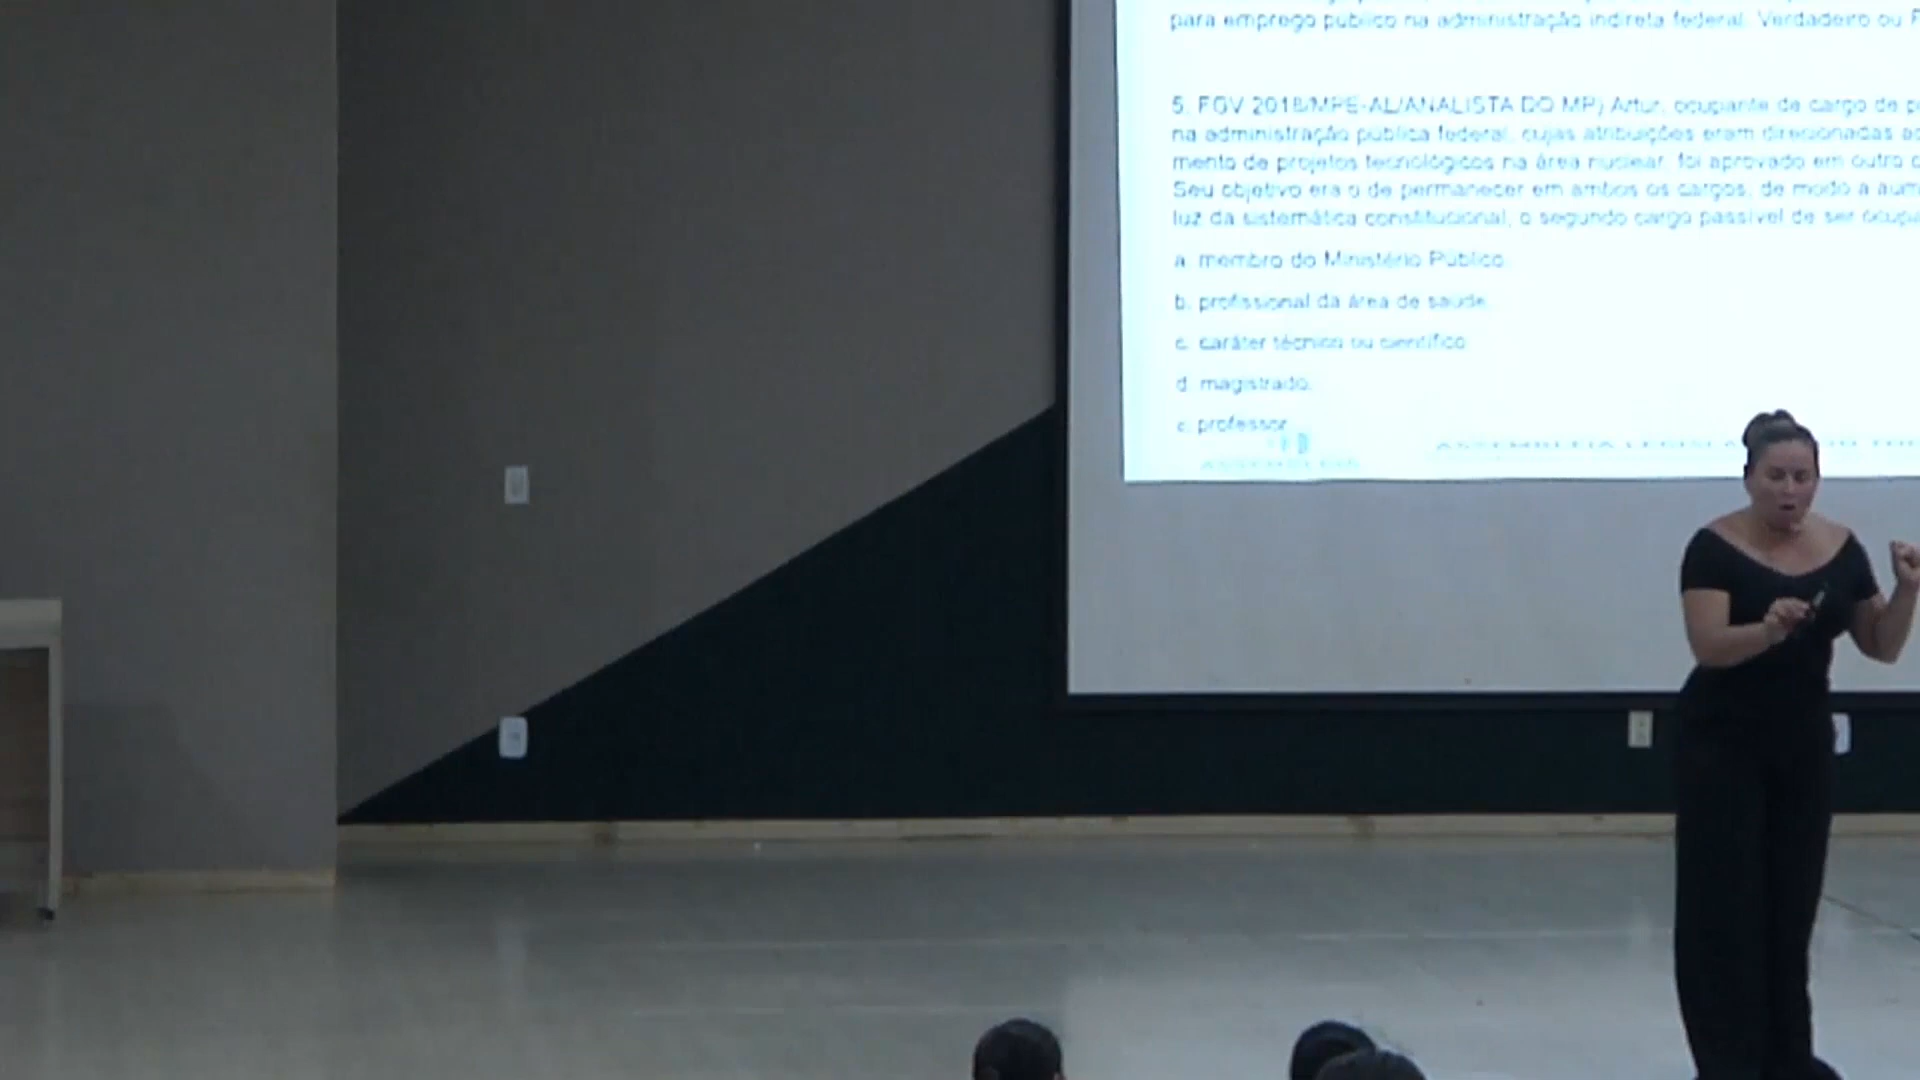 para emprego público na administração indireta federal. Verdadeiro ou
5. FGV 2018/MPE-AL/ANALISTA DO MP) Artur, ocupante de cargo de
na administração pública federal, cujas atribuições eram direcionadas
mento de projetos tecnológicos na área nuclear, foi aprovado em outro
Seu objetivo era o de permanecer em ambos os cargos, de modo a
luz da sistemática constitucional, o segundo cargo passível de ser
a. membro do Ministério Público.
b. profissional da área de saúde.
c. caráter técnico ou científico
d. magistrado.
e. professor.